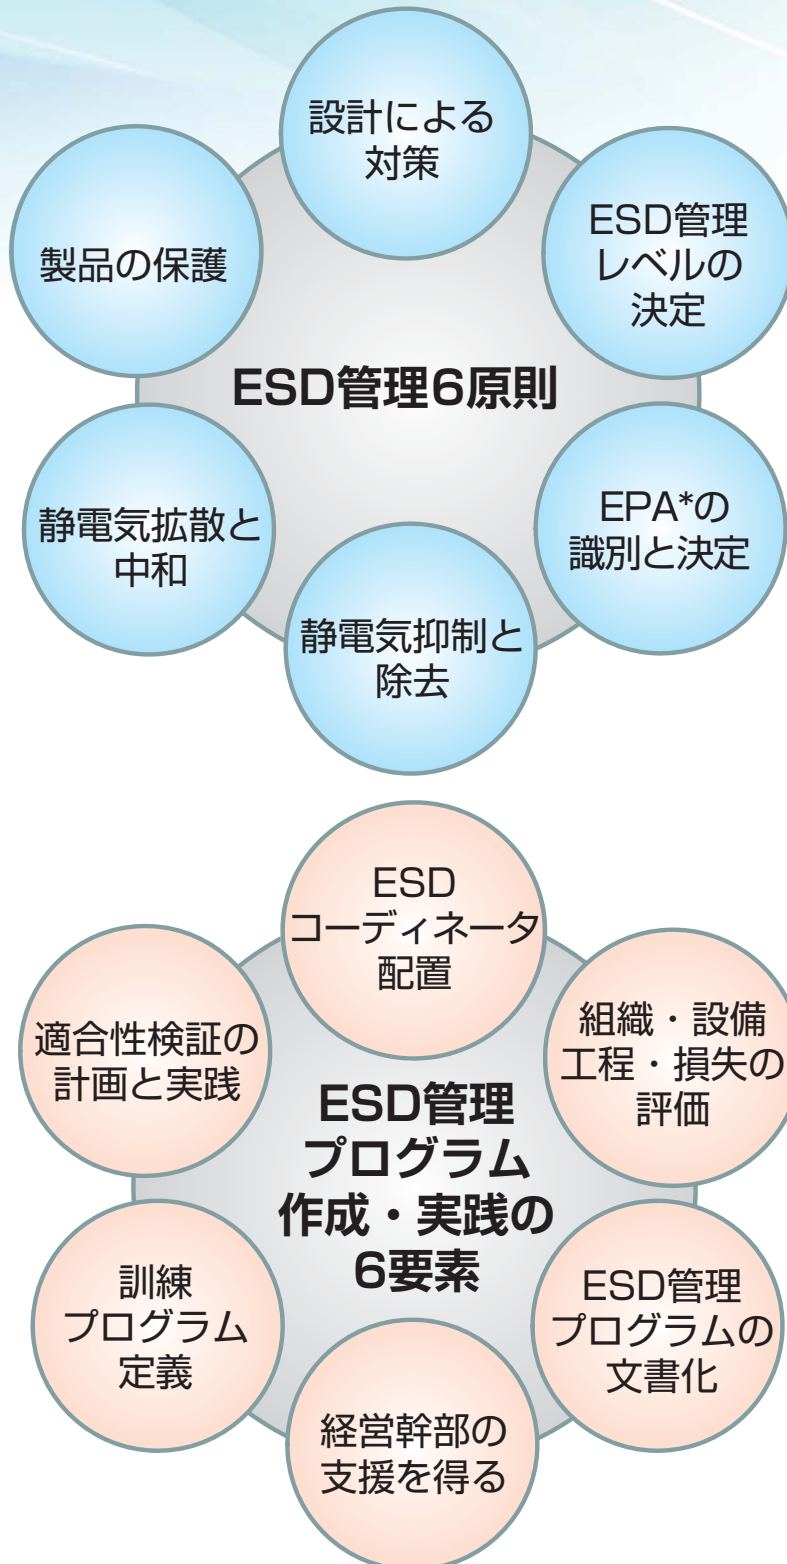 設計による
対策
ESD管理
レベルの
決定
EPA*の
識別と決定
静電気抑制と
除去
静電気拡散と
中和
製品の保護
ESD管理6原則
ESD
コーディネータ
配置
組織・設備
工程・損失の
評価
ESD管理
プログラムの
文書化
経営幹部の
支援を得る
訓練
プログラム
定義
適合性検証の
計画と実践
ESD管理
プログラム
作成・実践の
6要素